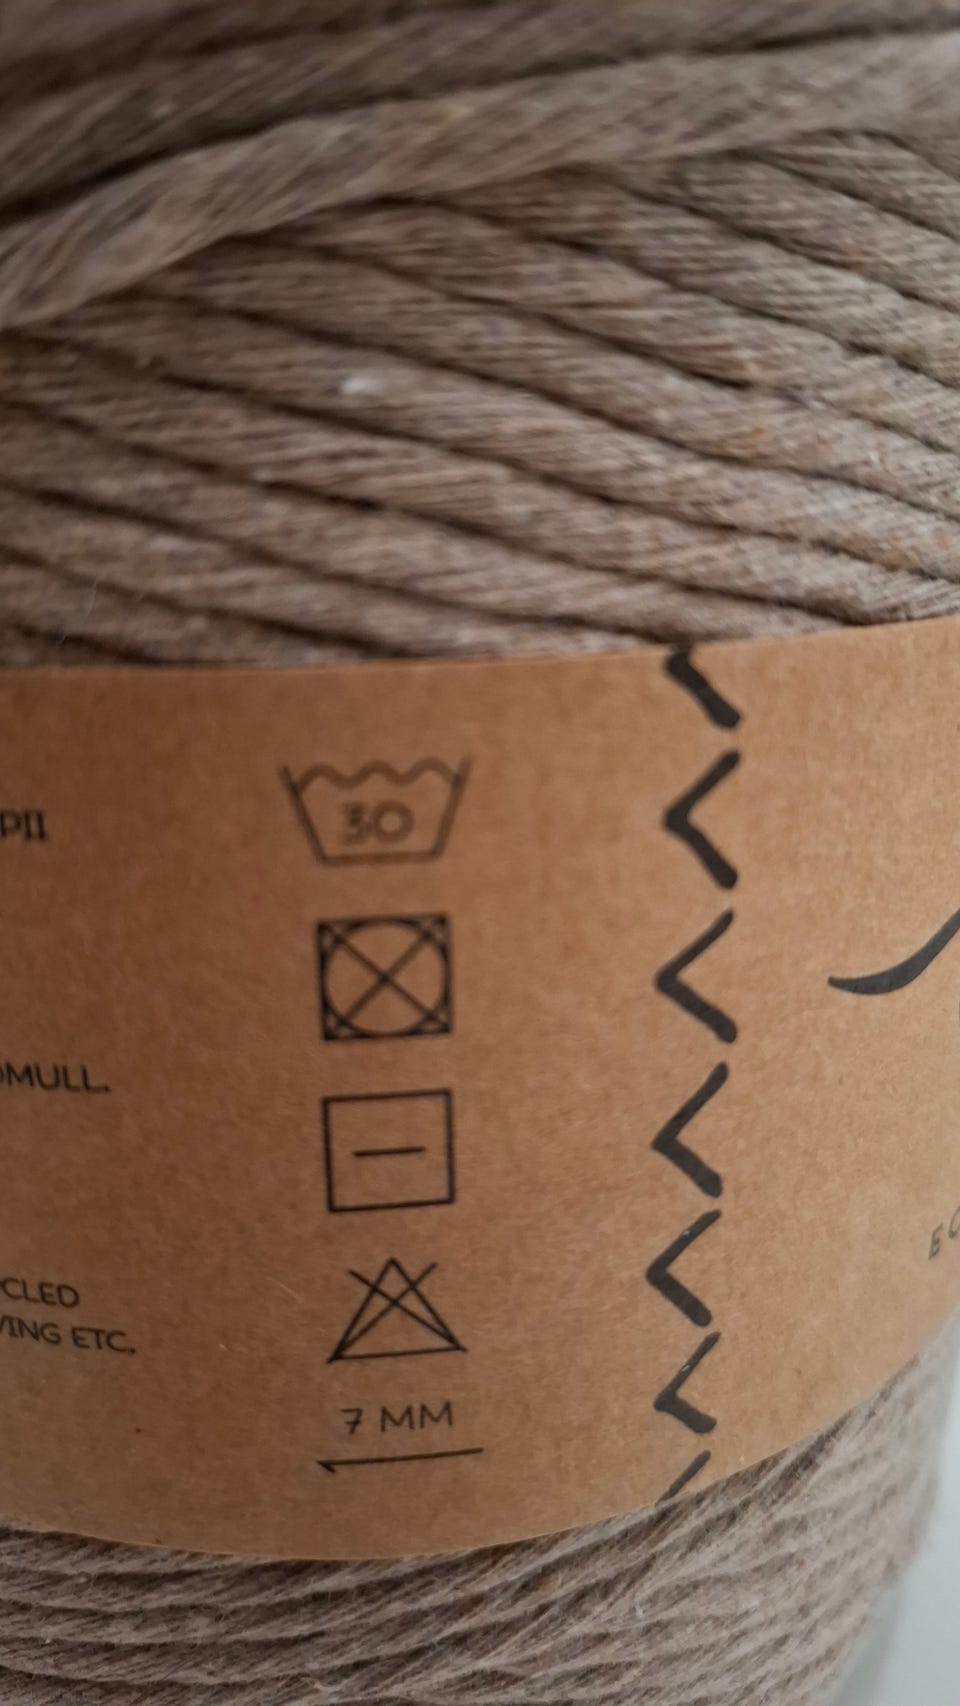 PII
30
OMULL.
CLED
VING ETC.
7 MM